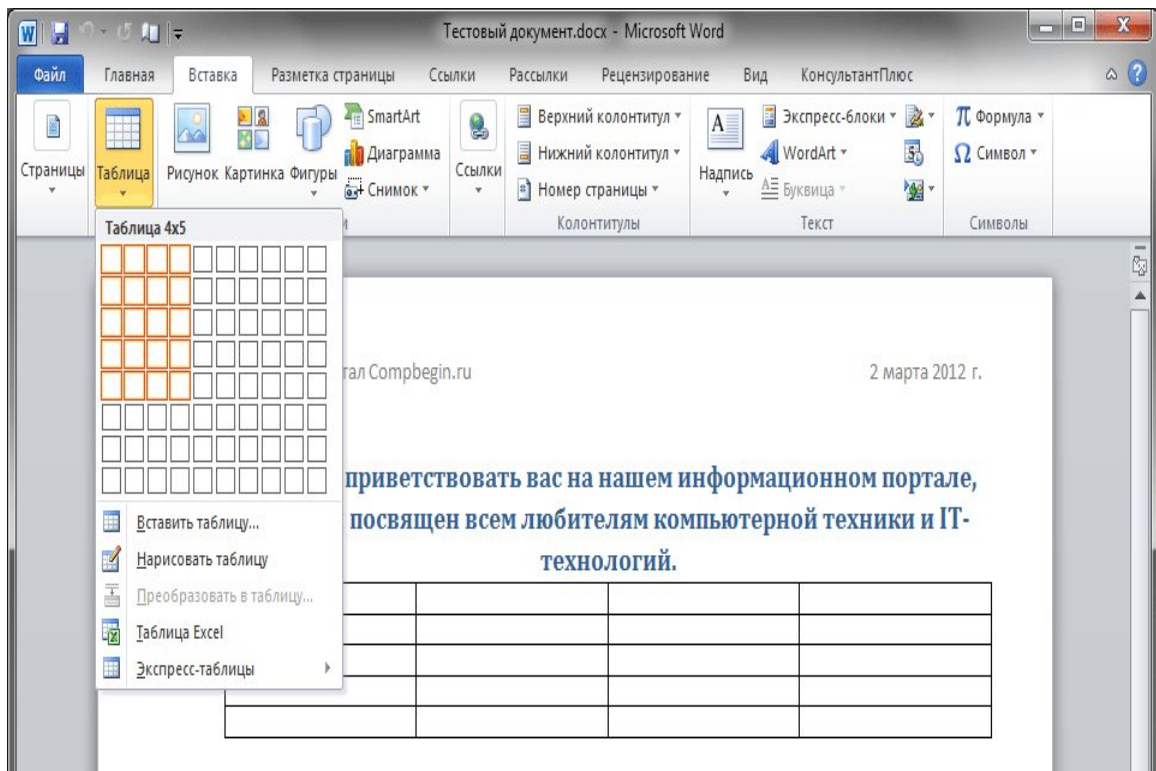 Тестовый документ.docx - Microsoft Word
Файл Главная Вставка Разметка страницы Ссылки Рассылки Рецензирование Вид КонсультантПлюс
Страницы
Таблица
Рисунок Картинка Фигуры
SmartArt
Диаграмма
Снимок
Ссылки
Верхний колонтитул
Нижний колонтитул
Номер страницы
Колонтитулы
Надпись
Экспресс-блоки
WordArt
Буквица
Текст
Формула
Символ
Символы
Таблица 4x5
Вставить таблицу...
Нарисовать таблицу
Преобразовать в таблицу...
Таблица Excel
Экспресс-таблицы
Compbegin.ru 2 марта 2012 г.
приветствовать вас на нашем информационном портале,
посвящен всем любителям компьютерной техники и IT-
технологий.